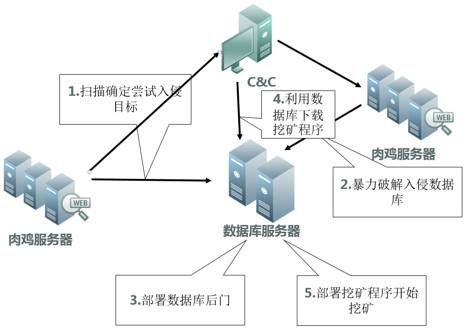 C&C
1.扫描确定尝试入侵
目标
4.利用数
据库下载
挖矿程序
WEB
肉鸡服务器
2.暴力破解入侵数据
库
WEB
肉鸡服务器
数据库服务器
3.部署数据库后门
5.部署挖矿程序开始
挖矿